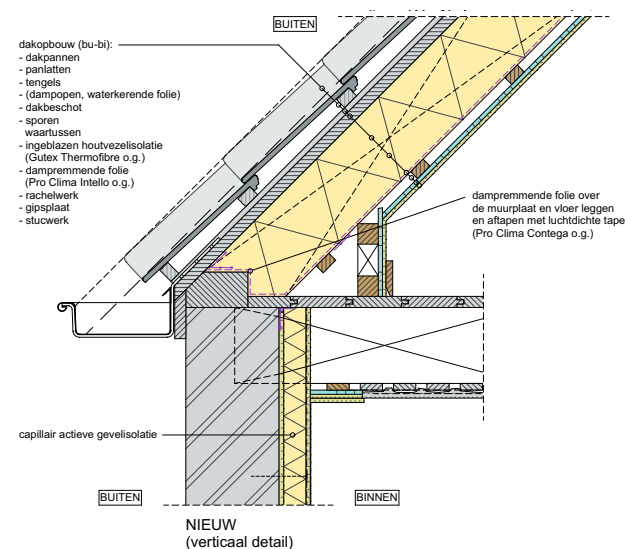 BUITEN
dakopbouw (bu-bi):
- dakpannen
- panlatten
- tengels
- (dampopen, waterkerende folie)
- dakbeschot
- sporen
waartussen
- ingeblazen houtvezelisolatie
(Gutex Thermofibre o.g.)
- dampremmende folie
(Pro Clima Intello o.g.)
- rachelwerk
- gipsplaat
- stucwerk
dampremmende folie over
de muurplaat en vloer leggen
en aftapen met luchtdichte tape
(Pro Clima Contega o.g.)
capillair actieve gevelisolatie
BUITEN
BINNEN
NIEUW
(verticaal detail)